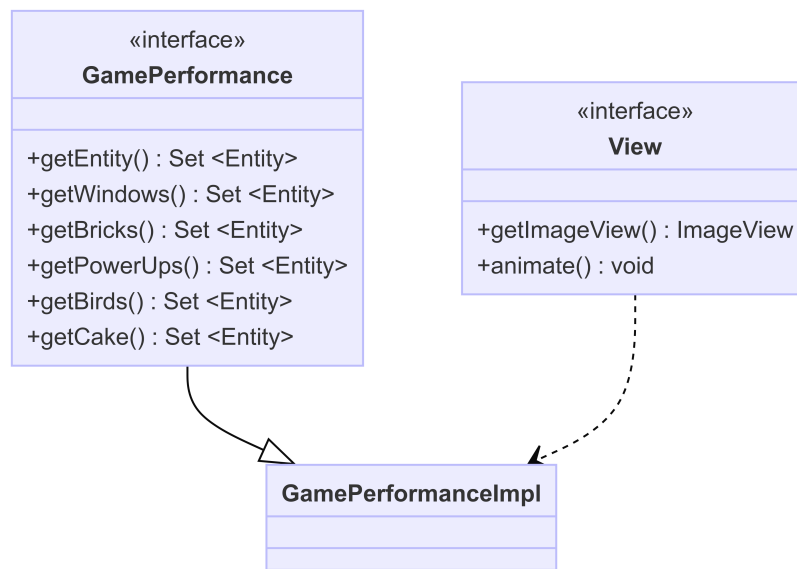 «interface»
GamePerformance
+getEntity() : Set <Entity>
+getWindows() : Set <Entity>
+getBricks() : Set <Entity>
+getPowerUps() : Set <Entity>
+getBirds() : Set <Entity>
+getCake() : Set <Entity>
«interface»
View
+getImageView() : ImageView
+animate() : void
GamePerformanceImpl